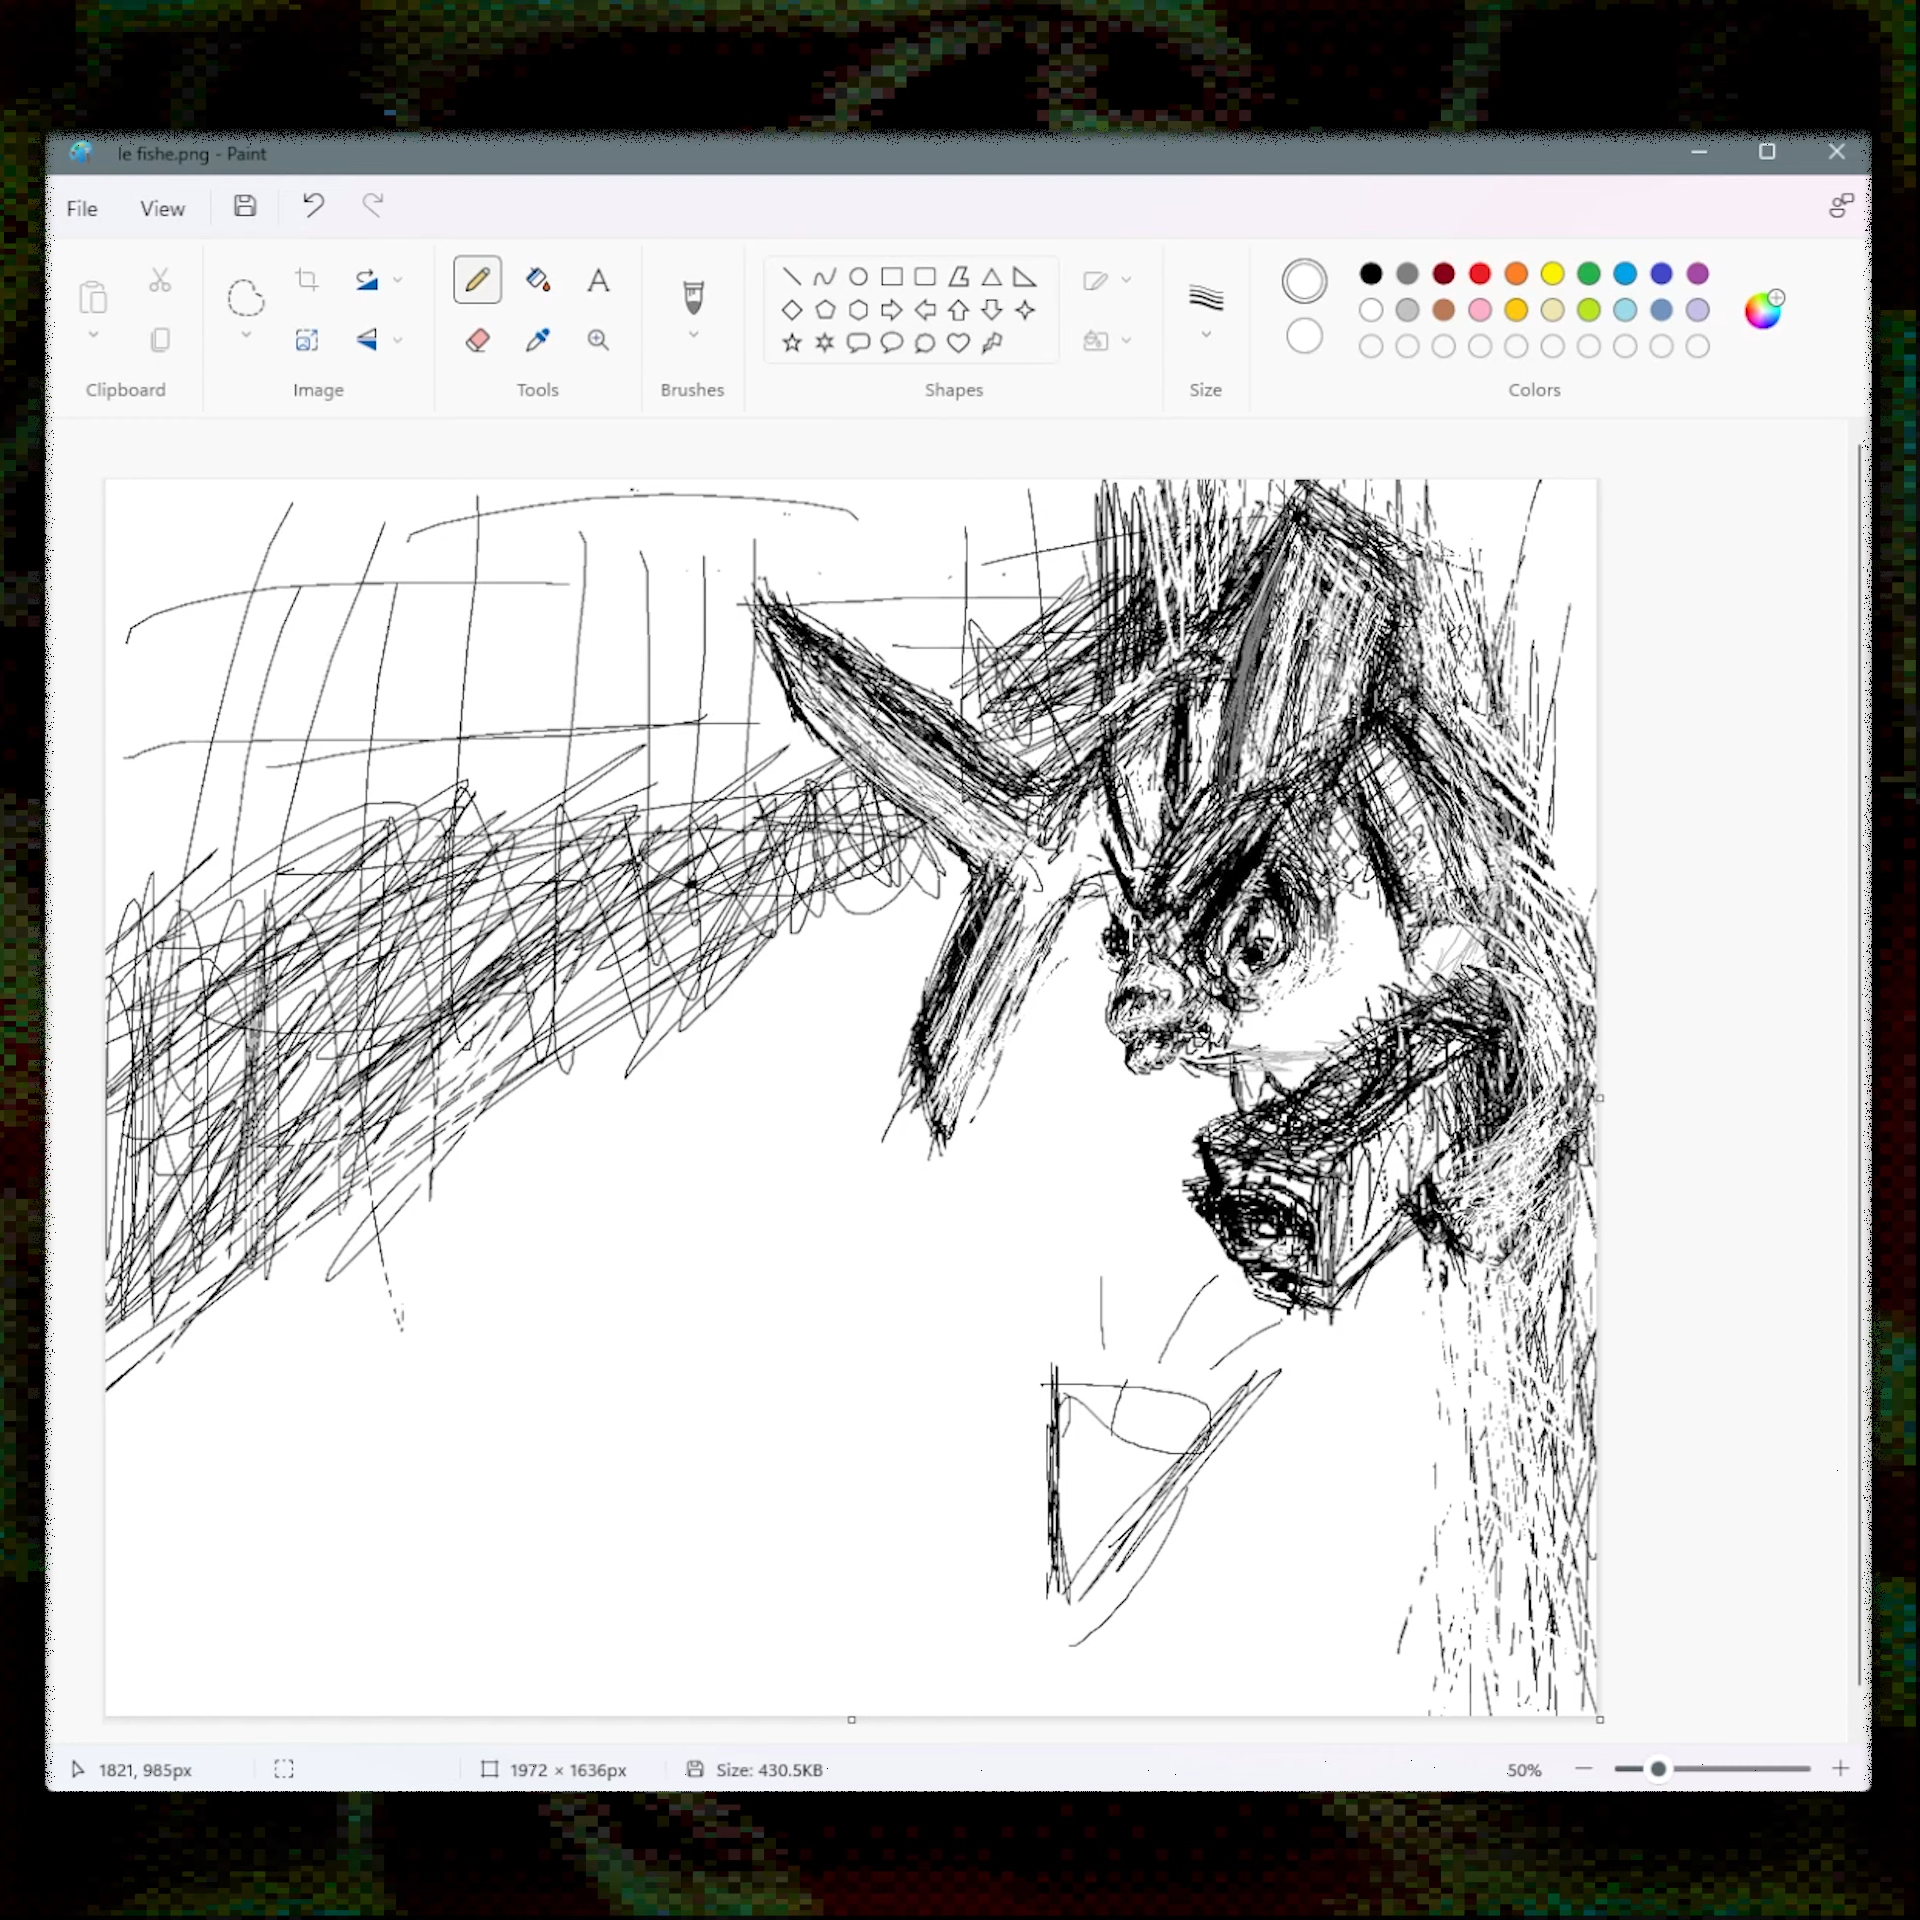 le fishe.png - Paint
File View
A
Clipboard Image Tools Brushes Shapes Size Colors
1821, 985px 1972 × 1636px Size: 430.5KB 50%